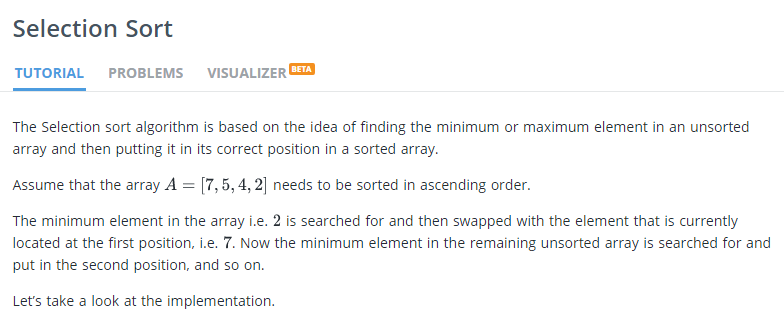 Selection Sort
TUTORIAL PROBLEMS VISUALIZER BETA
The Selection sort algorithm is based on the idea of finding the minimum or maximum element in an unsorted
array and then putting it in its correct position in a sorted array.
Assume that the array A = [7, 5, 4, 2] needs to be sorted in ascending order.
The minimum element in the array i.e. 2 is searched for and then swapped with the element that is currently
located at the first position, i.e. 7. Now the minimum element in the remaining unsorted array is searched for and
put in the second position, and so on.
Let's take a look at the implementation.